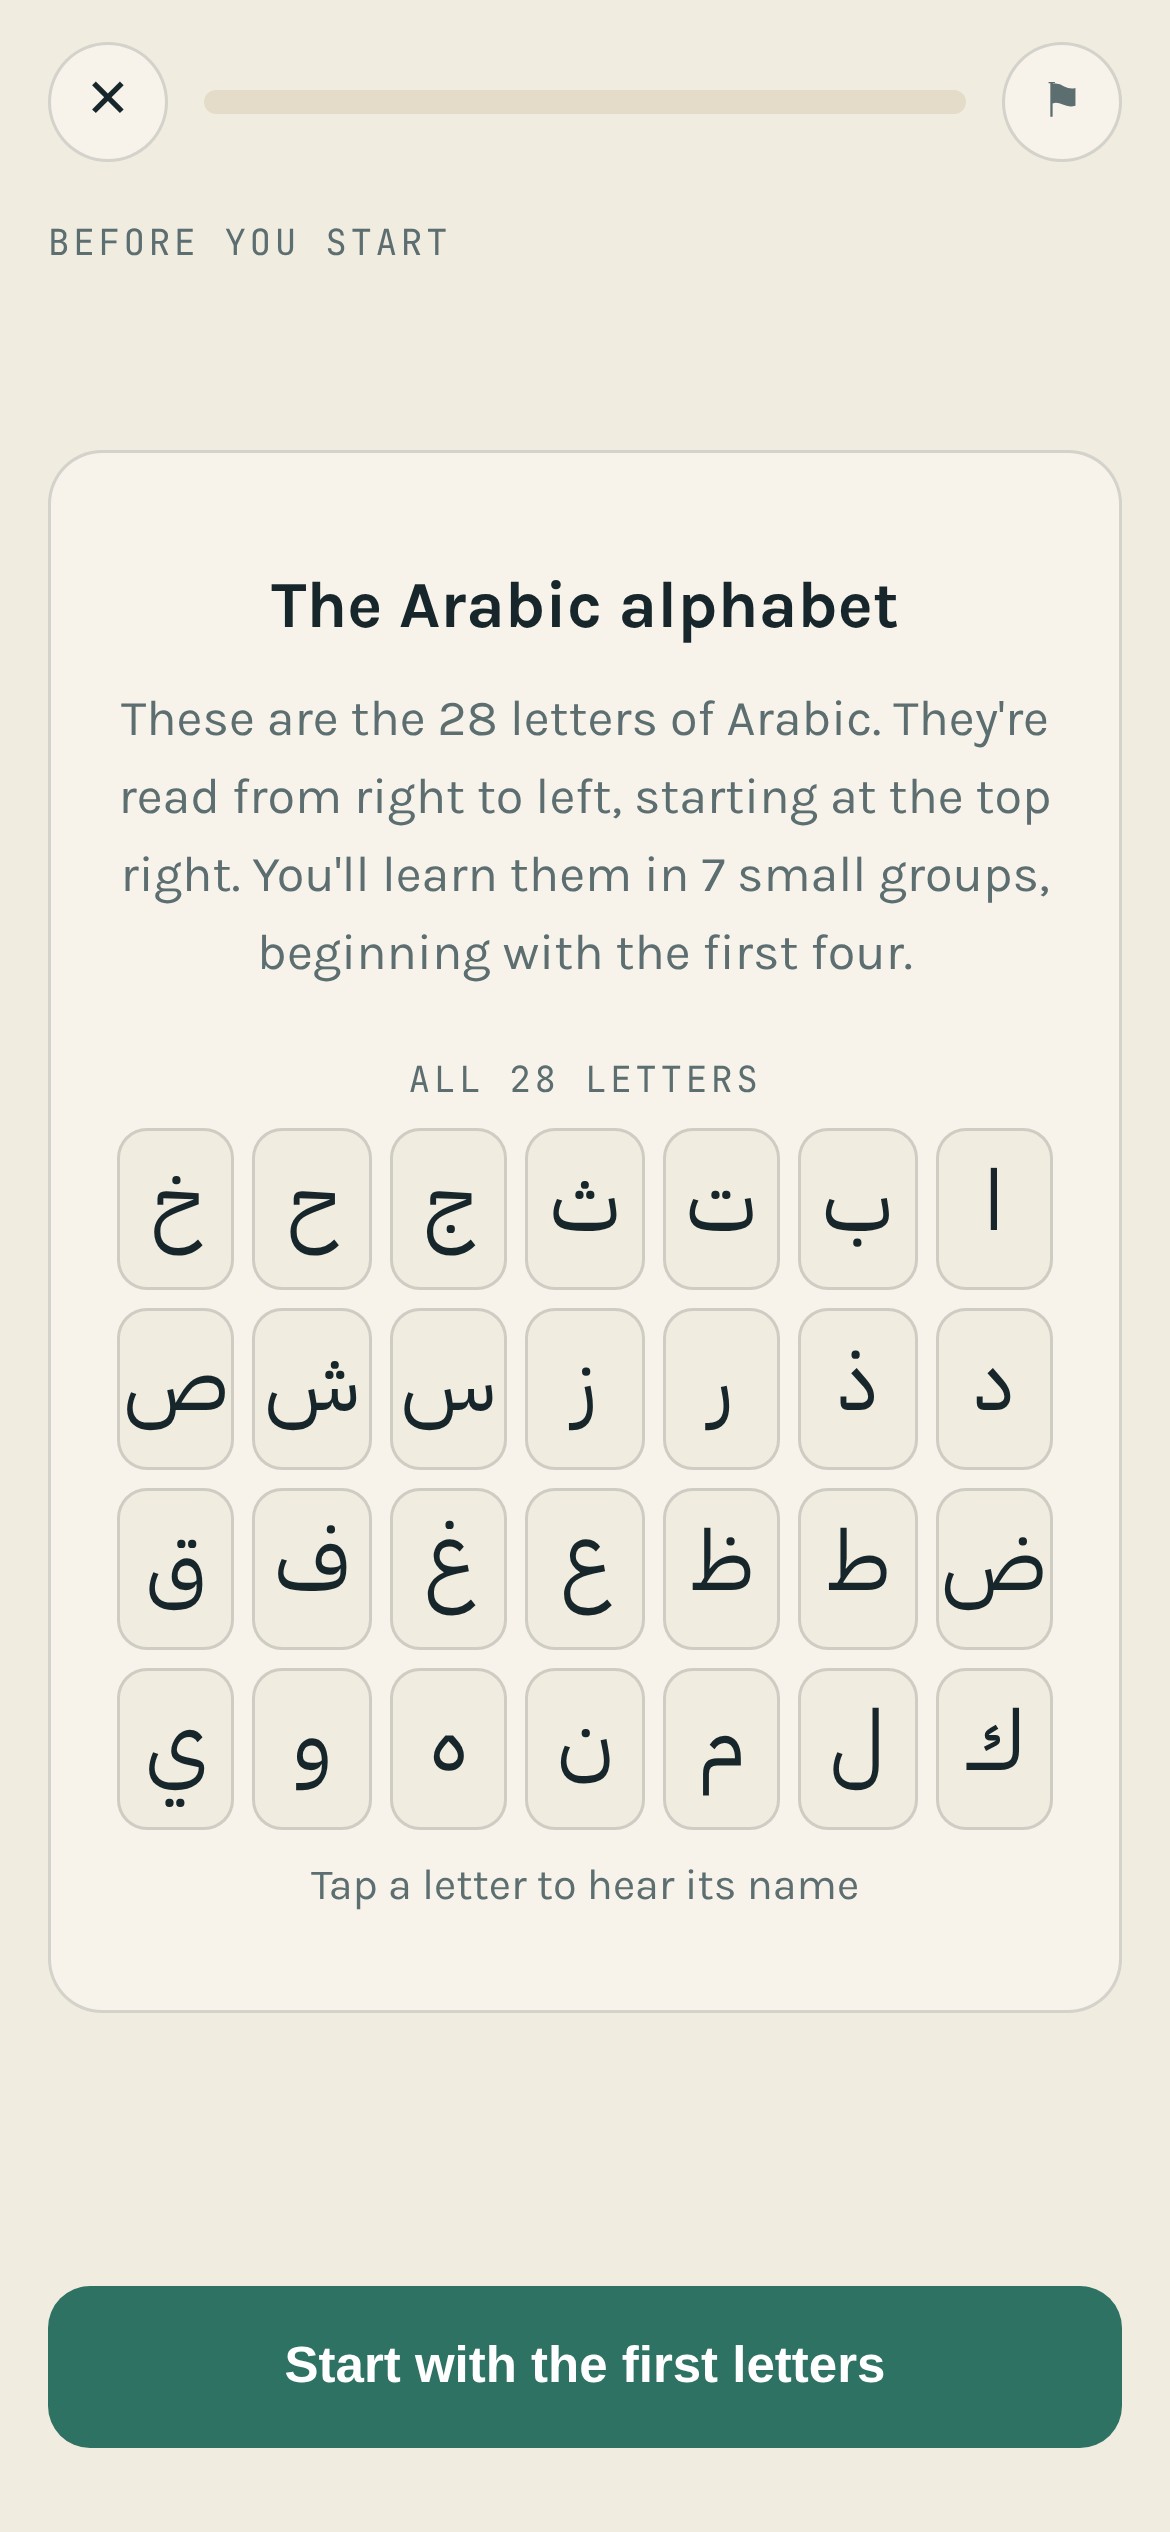 ✕ ⚑
BEFORE YOU START
The Arabic alphabet
These are the 28 letters of Arabic. They're
read from right to left, starting at the top
right. You'll learn them in 7 small groups,
beginning with the first four.
ALL 28 LETTERS
ا ب ت ث ج ح خ
د ذ ر ز س ش ص
ض ط ظ ع غ ف ق
ك ل م ن ه و ي
Tap a letter to hear its name
Start with the first letters